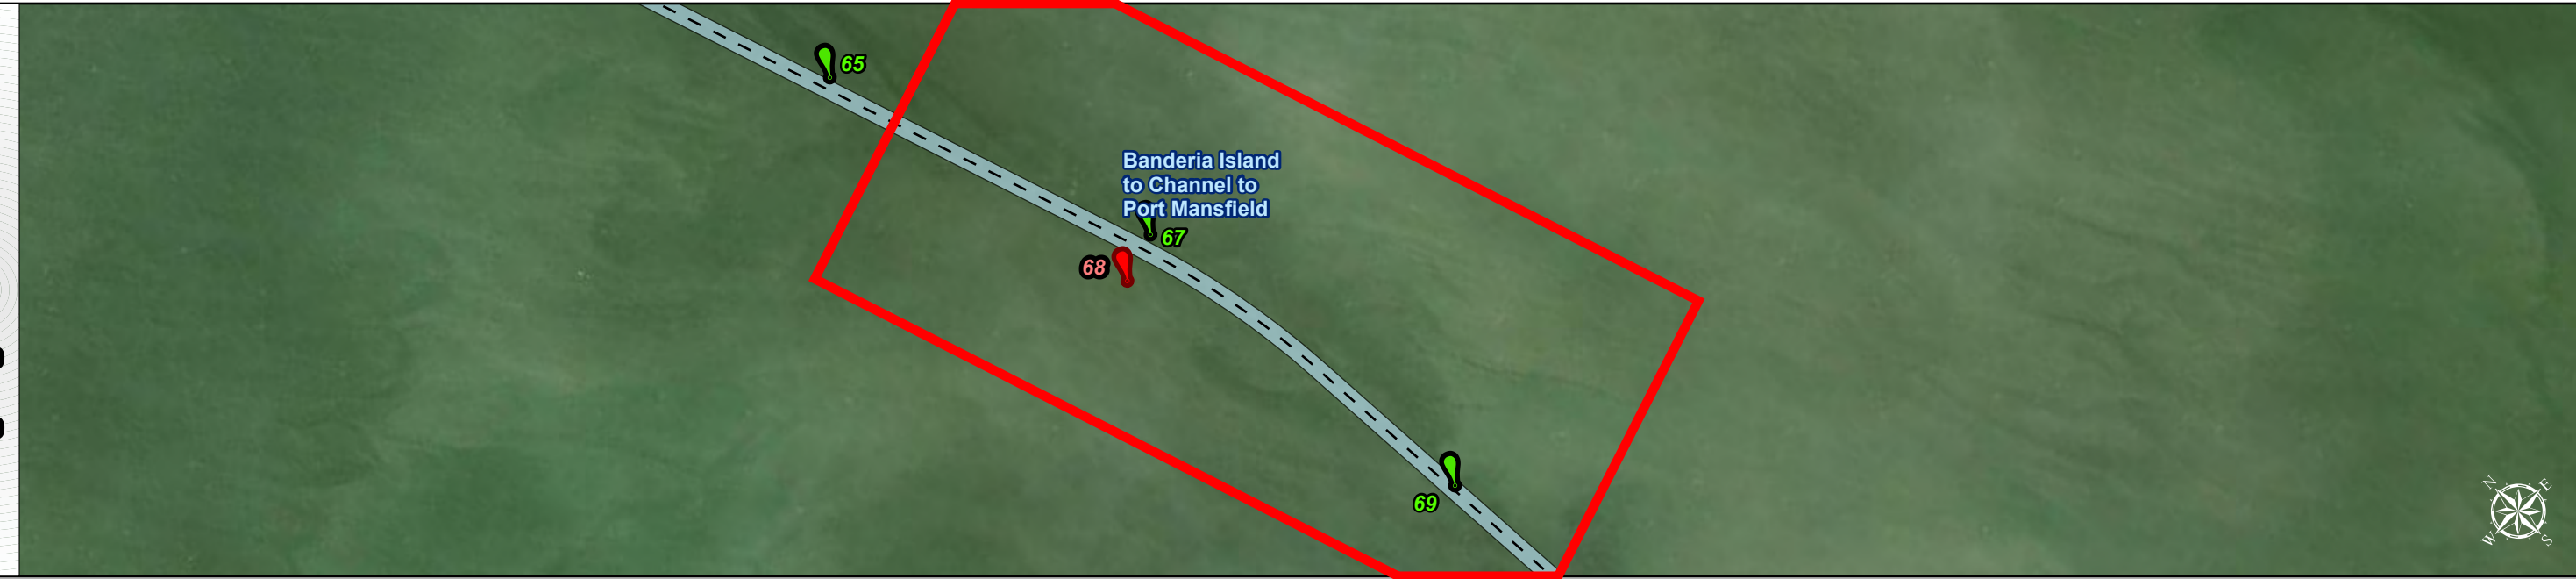 65
Banderia Island
to Channel to
Port Mansfield
67
68
69
N E
W S